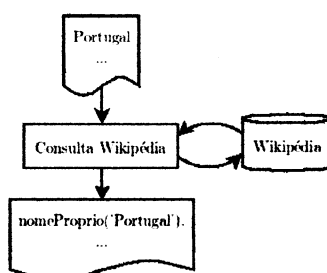 Portugal
...
Consulta Wikipédia
Wikipédia
nomeProprio('Portugal').
...